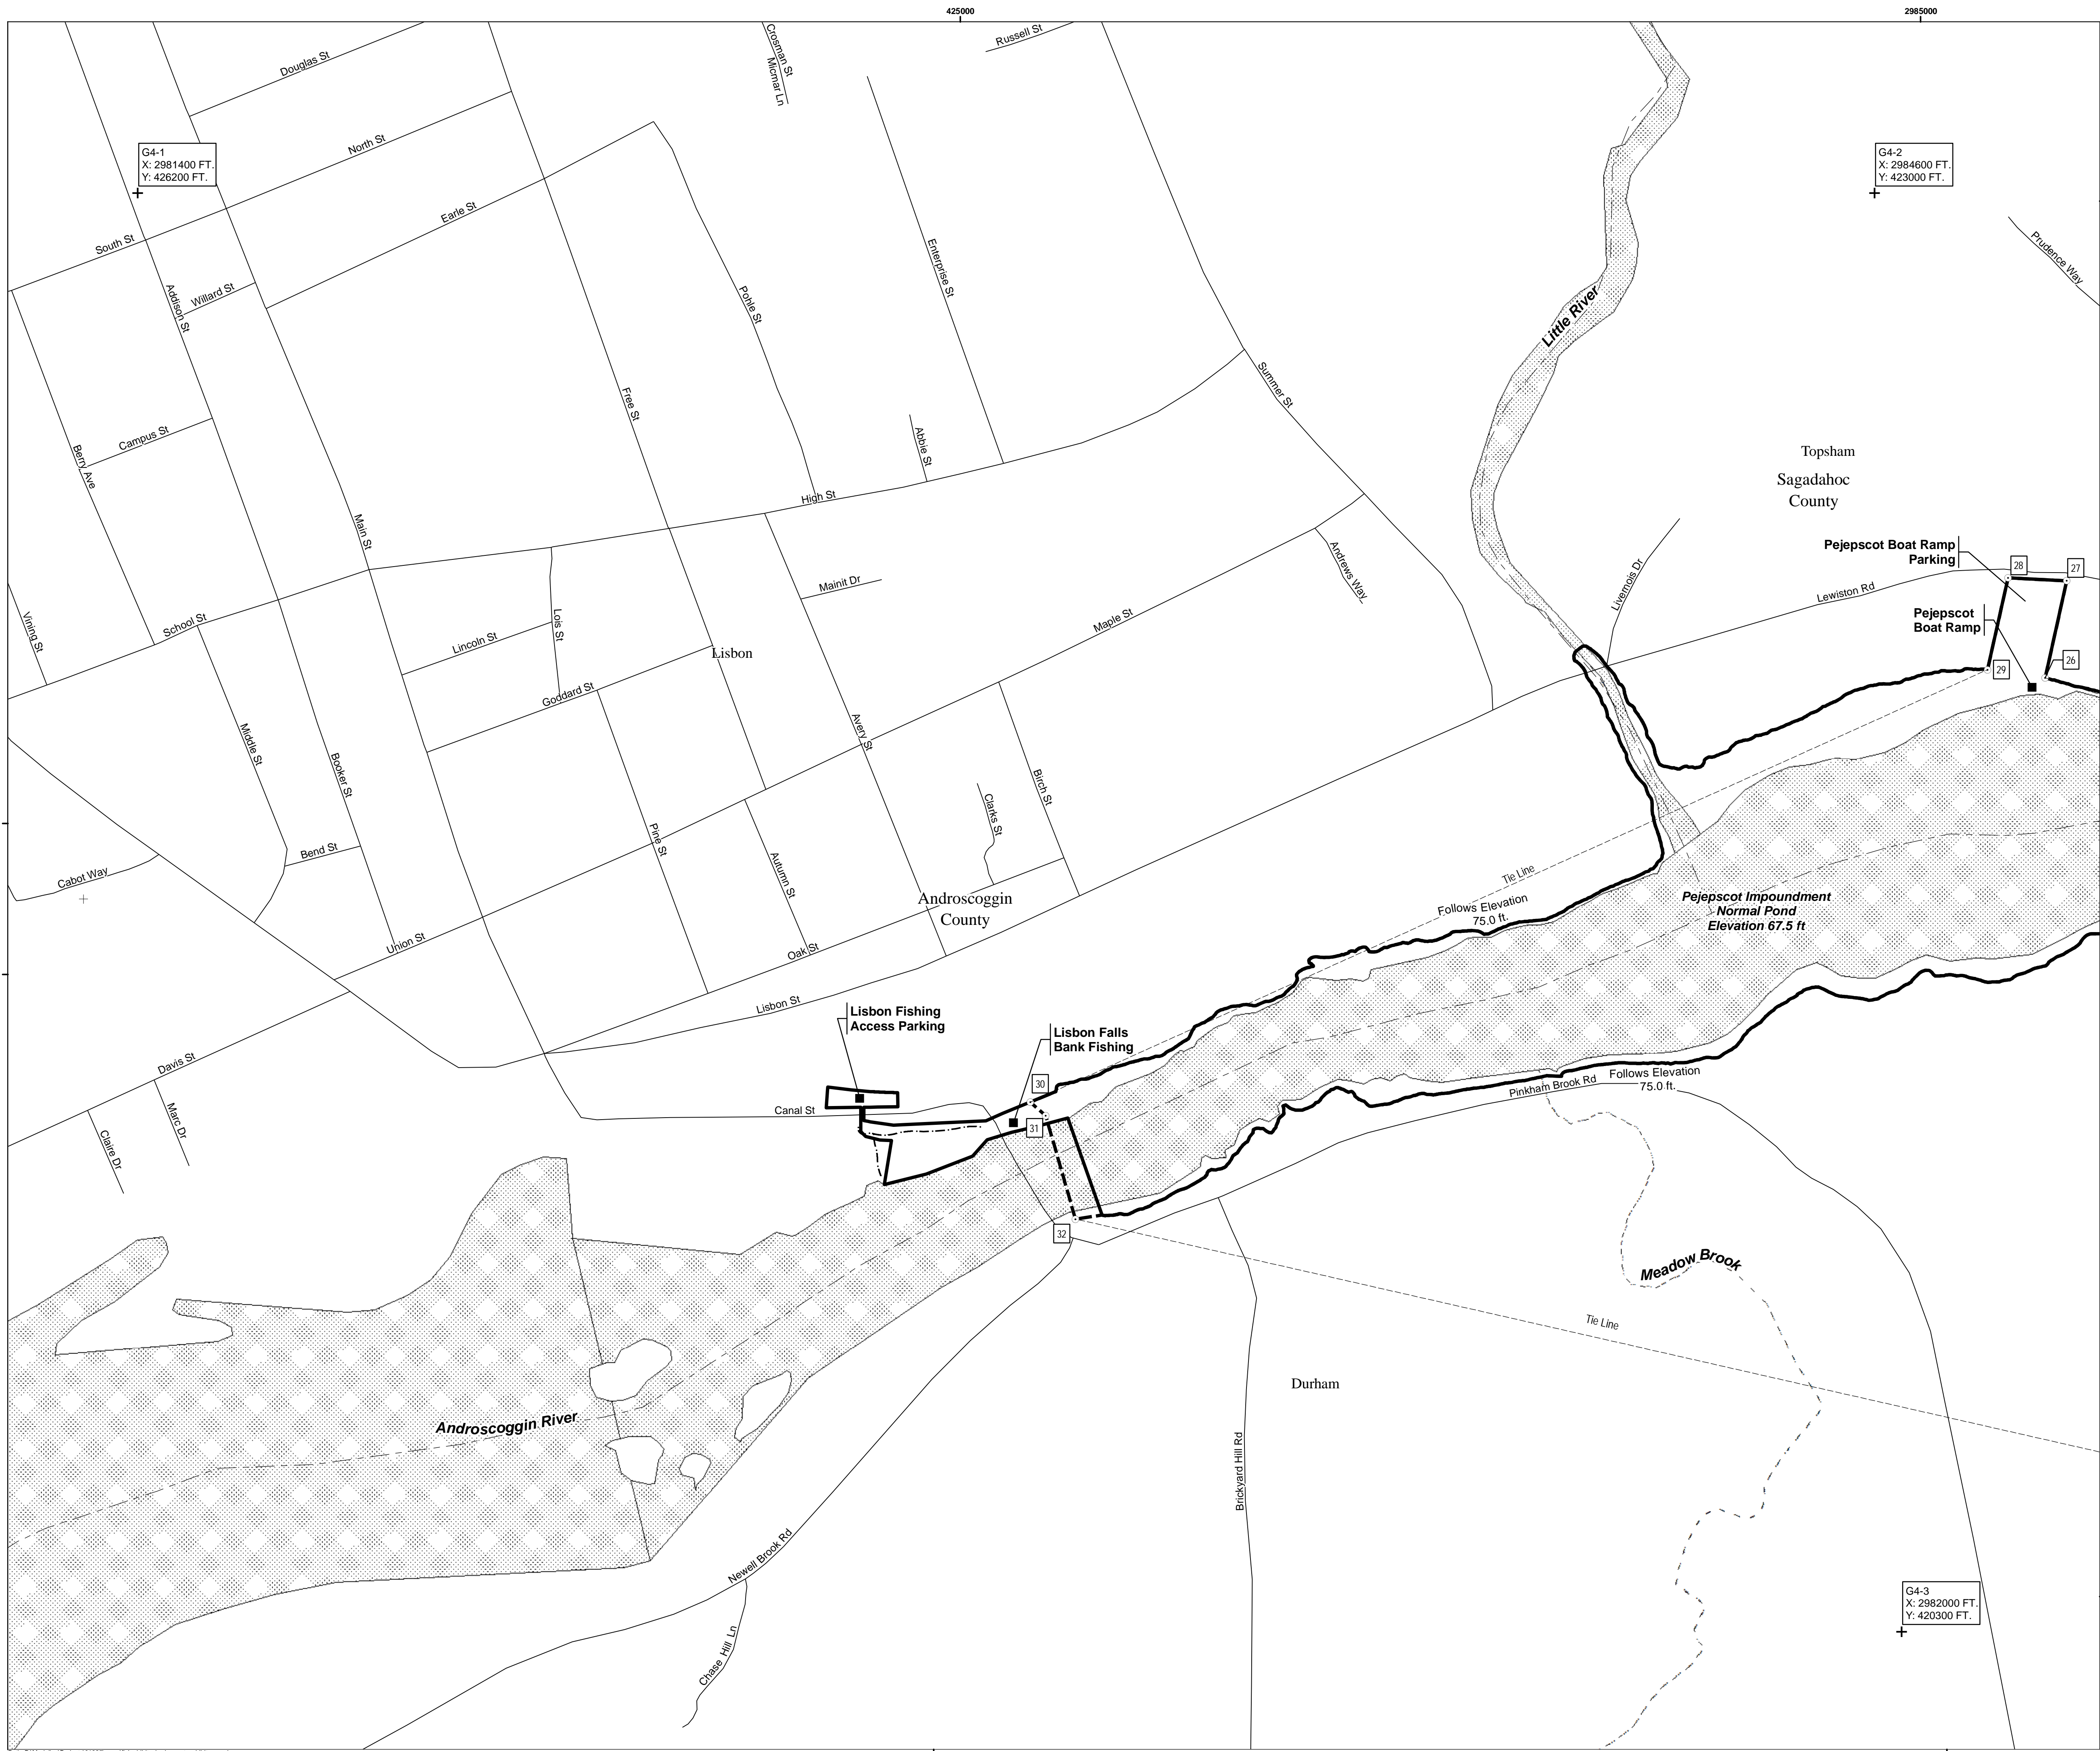 425000
2985000
Crosman St
Micmar Ln
Russell St
Douglas St
North St
G4-1
X: 2981400 FT.
Y: 426200 FT.
G4-2
X: 2984600 FT.
Y: 423000 FT.
Earle St
South St
Willard St
Addison St
Pohle St
Enterprise St
Prudence Way
Little River
Summer St
Free St
Campus St
Berry Ave
Abbie St
High St
Main St
Topsham
Sagadahoc
County
Pejepscot Boat Ramp
Parking
28
27
Andrews Way
Livernois Dr
Lewiston Rd
Mainit Dr
Maple St
Vining St
School St
Lincoln St
Lois St
Lisbon
Pejepscot
Boat Ramp
26
29
Goddard St
Middle St
Avery St
Booker St
Birch St
Clarks St
Pine St
Bend St
Autumn St
Cabot Way
Tie Line
Androscoggin
County
Follows Elevation
75.0 ft.
Pejepscot Impoundment
Normal Pond
Elevation 67.5 ft
Union St
Oak St
Lisbon St
Lisbon Fishing
Access Parking
Lisbon Falls
Bank Fishing
Davis St
30
Follows Elevation
75.0 ft.
Pinkham Brook Rd
Canal St
31
Marc Dr
Claire Dr
32
Meadow Brook
Tie Line
Durham
Androscoggin River
Brickyard Hill Rd
Newell Brook Rd
G4-3
X: 2982000 FT.
Y: 420300 FT.
Chase Hill Ln